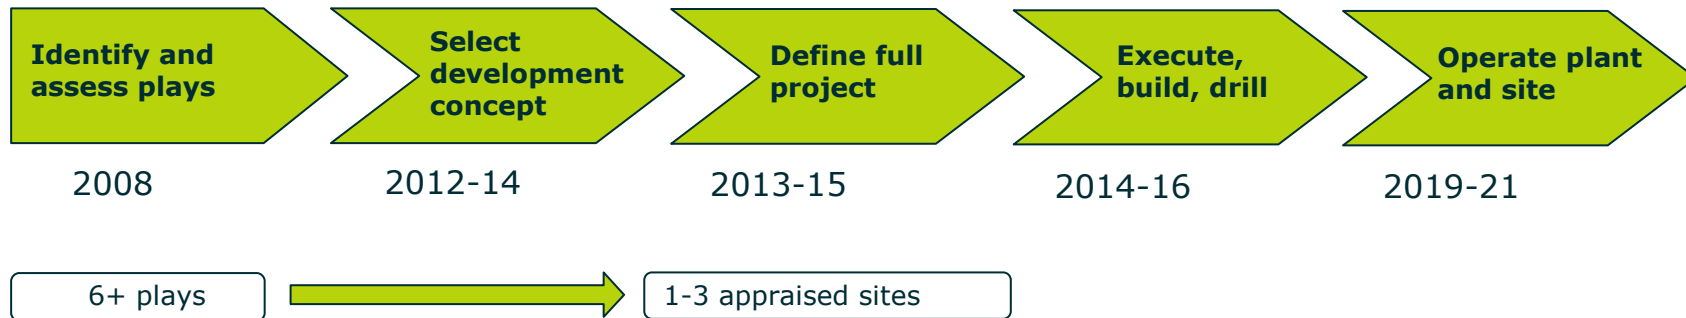 Identify and
assess plays
Select
development
concept
Define full
project
Execute,
build, drill
Operate plant
and site
2008
2012-14
2013-15
2014-16
2019-21
6+ plays
1-3 appraised sites